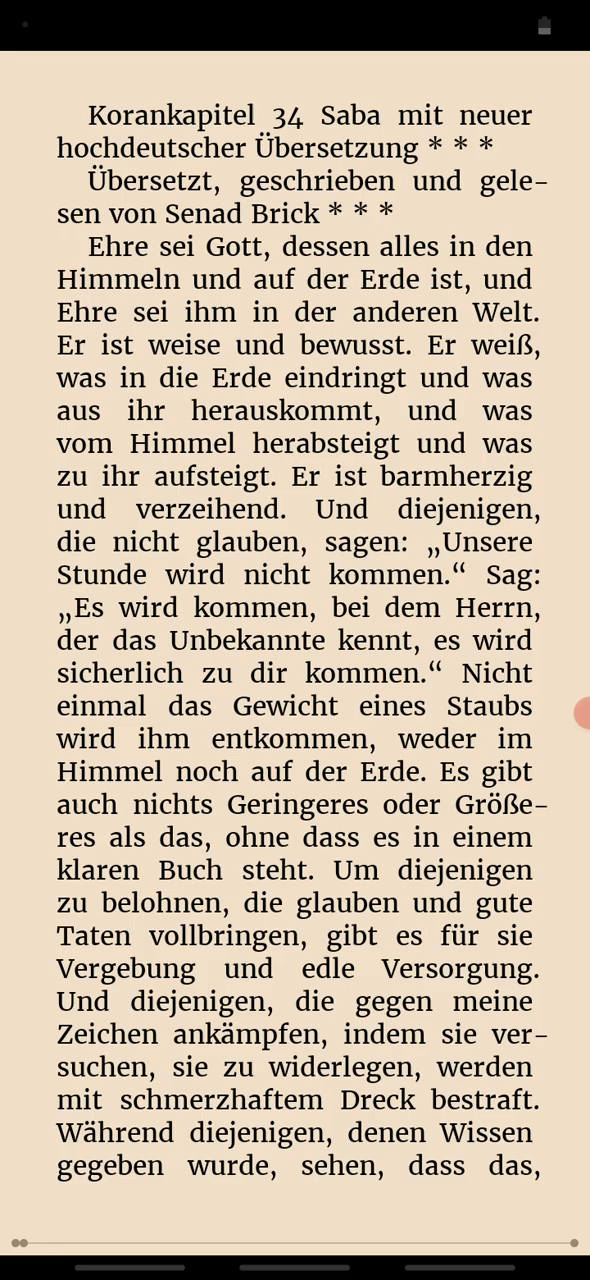 Korankapitel 34 Saba mit neuer
hochdeutscher Übersetzung * * *
Übersetzt, geschrieben und gele-
sen von Senad Brick * * *
Ehre sei Gott, dessen alles in den
Himmeln und auf der Erde ist, und
Ehre sei ihm in der anderen Welt.
Er ist weise und bewusst. Er weiß,
was in die Erde eindringt und was
aus ihr herauskommt, und was
vom Himmel herabsteigt und was
zu ihr aufsteigt. Er ist barmherzig
und verzeihend. Und diejenigen,
die nicht glauben, sagen: „Unsere
Stunde wird nicht kommen.“ Sag:
„Es wird kommen, bei dem Herrn,
der das Unbekannte kennt, es wird
sicherlich zu dir kommen.“ Nicht
einmal das Gewicht eines Staubs
wird ihm entkommen, weder im
Himmel noch auf der Erde. Es gibt
auch nichts Geringeres oder Größe-
res als das, ohne dass es in einem
klaren Buch steht. Um diejenigen
zu belohnen, die glauben und gute
Taten vollbringen, gibt es für sie
Vergebung und edle Versorgung.
Und diejenigen, die gegen meine
Zeichen ankämpfen, indem sie ver-
suchen, sie zu widerlegen, werden
mit schmerzhaftem Dreck bestraft.
Während diejenigen, denen Wissen
gegeben wurde, sehen, dass das,